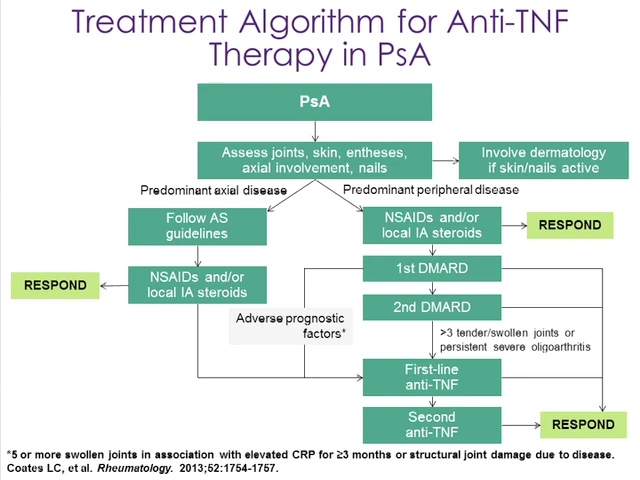 Treatment Algorithm for Anti-TNF
Therapy in PsA
PsA
Assess joints, skin, entheses,
axial involvement, nails
Involve dermatology
if skin/nails active
Predominant axial disease
Predominant peripheral disease
Follow AS
guidelines
NSAIDs and/or
local IA steroids
RESPOND
1st DMARD
RESPOND
NSAIDs and/or
local IA steroids
2nd DMARD
Adverse prognostic
factors*
>3 tender/swollen joints or
persistent severe oligoarthritis
First-line
anti-TNF
Second
anti-TNF
RESPOND
*5 or more swollen joints in association with elevated CRP for ≥3 months or structural joint damage due to disease.
Coates LC, et al. Rheumatology. 2013;52:1754-1757.